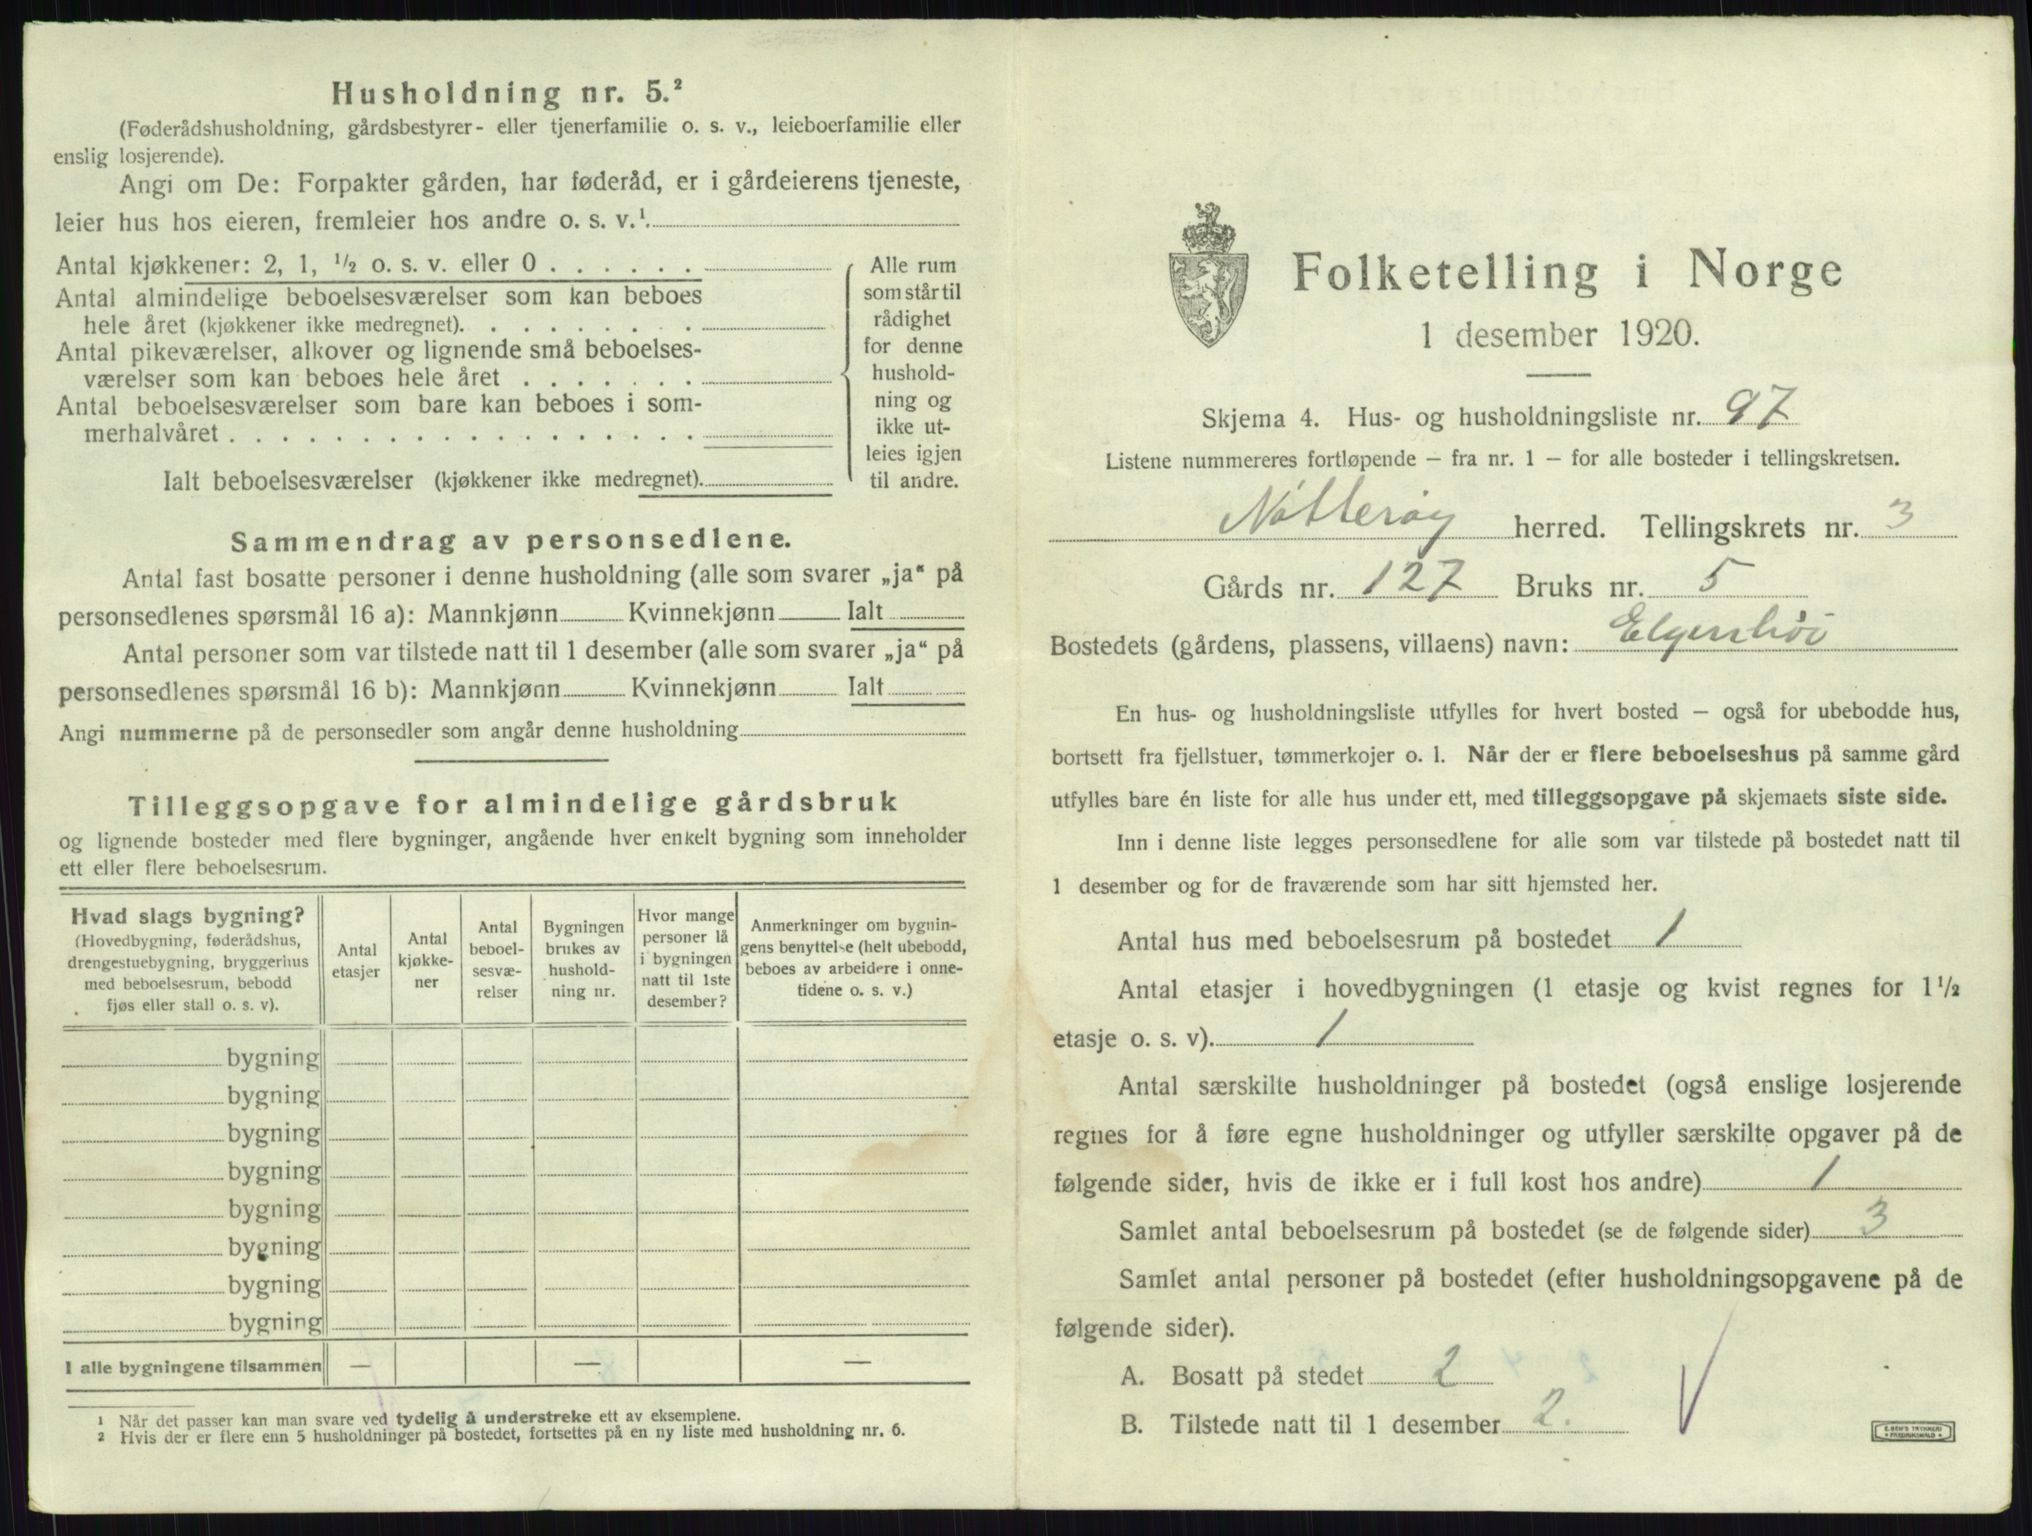 Husholdning nr. 5.²
(Føderådshusholdning, gårdsbestyrer- eller tjenerfamilie o. s. v., leieboerfamilie eller
enslig losjerende).
Angi om De: Forpakter gården, har føderåd, er i gårdeierens tjeneste,
leier hus hos eieren, fremleier hos andre o. s. v.¹.
Antal kjøkkener: 2, 1, ½ o. s. v. eller 0 . . . . . .
Antal almindelige beboelsesværelser som kan beboes
hele året (kjøkkener ikke medregnet). . . . . . . . .
Antal pikeværelser, alkover og lignende små beboelses-
værelser som kan beboes hele året . . . . . . .
Antal beboelsesværelser som bare kan beboes i som-
merhalvåret . . . . . . . . . . . . . . . . . .
Ialt beboelsesværelser (kjøkkener ikke medregnet).
Alle rum
som står til
rådighet
for denne
hushold-
ning og
ikke ut-
leies igjen
til andre.
Sammendrag av personsedlene.
Antal fast bosatte personer i denne husholdning (alle som svarer „ja“ på
personsedlenes spørsmål 16 a): Mannkjønn Kvinnekjønn Ialt
Antal personer som var tilstede natt til 1 desember (alle som svarer „ja“ på
personsedlenes spørsmål 16 b): Mannkjønn Kvinnekjønn Ialt
Angi nummerne på de personsedler som angår denne husholdning
Tilleggsopgave for almindelige gårdsbruk
og lignende bosteder med flere bygninger, angående hver enkelt bygning som inneholder
ett eller flere beboelsesrum.
Hvad slags bygning?
(Hovedbygning, føderådshus,
drengestuebygning, bryggerhus
med beboelsesrum, bebodd
fjøs eller stall o. s. v).
Antal
etasjer
Antal
kjøkke-
ner
Antal
beboel-
sesvæ-
relser
Bygningen
brukes av
hushold-
ning nr.
Hvor mange
personer lå
i bygningen
natt til 1ste
desember?
Anmerkninger om bygnin-
gens benyttelse (helt ubebodd,
beboes av arbeidere i onne-
tidene o. s. v.)
bygning
bygning
bygning
bygning
bygning
bygning
bygning
bygning
I alle bygningene tilsammen — — —
¹ Når det passer kan man svare ved tydelig å understreke ett av eksemplene.
² Hvis der er flere enn 5 husholdninger på bostedet, fortsettes på en ny liste med husholdning nr. 6.
Folketelling i Norge
1 desember 1920.
Skjema 4. Hus- og husholdningsliste nr. 97
Listene nummereres fortløpende — fra nr. 1 — for alle bosteder i tellingskretsen.
Nøtterøy herred. Tellingskrets nr. 3
Gårds nr. 127 Bruks nr. 5
Bostedets (gårdens, plassens, villaens) navn:
En hus- og husholdningsliste utfylles for hvert bosted — også for ubebodde hus,
bortsett fra fjellstuer, tømmerkojer o. l. Når der er flere beboelseshus på samme gård
utfylles bare én liste for alle hus under ett, med tilleggsopgave på skjemaets siste side.
Inn i denne liste legges personsedlene for alle som var tilstede på bostedet natt til
1 desember og for de fraværende som har sitt hjemsted her.
Antal hus med beboelsesrum på bostedet 1
Antal etasjer i hovedbygningen (1 etasje og kvist regnes for 1½
etasje o. s. v). 1
Antal særskilte husholdninger på bostedet (også enslige losjerende
regnes for å føre egne husholdninger og utfyller særskilte opgaver på de
følgende sider, hvis de ikke er i full kost hos andre) 1
Samlet antal beboelsesrum på bostedet (se de følgende sider) 3
Samlet antal personer på bostedet (efter husholdningsopgavene på de
følgende sider).
A. Bosatt på stedet 2
B. Tilstede natt til 1 desember 2.